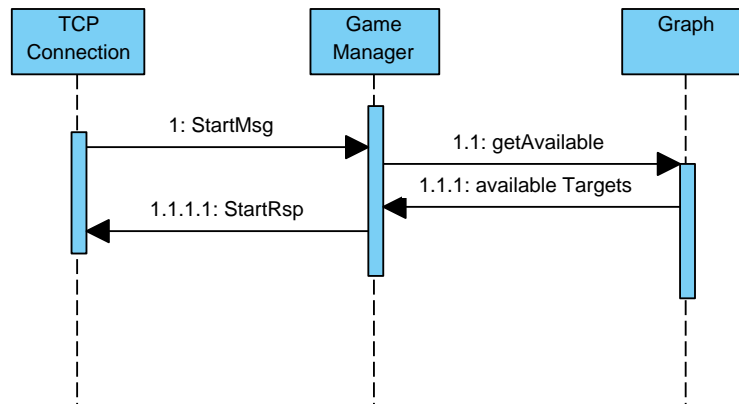 TCP
Connection
Game
Manager
Graph
1: StartMsg
1.1: getAvailable
1.1.1: available Targets
1.1.1.1: StartRsp